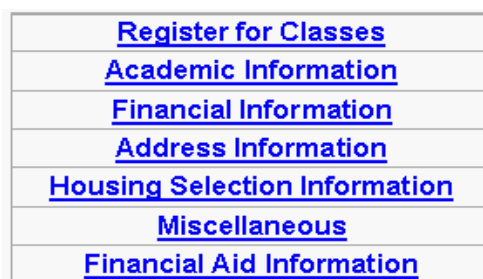 Register for Classes
Academic Information
Financial Information
Address Information
Housing Selection Information
Miscellaneous
Financial Aid Information